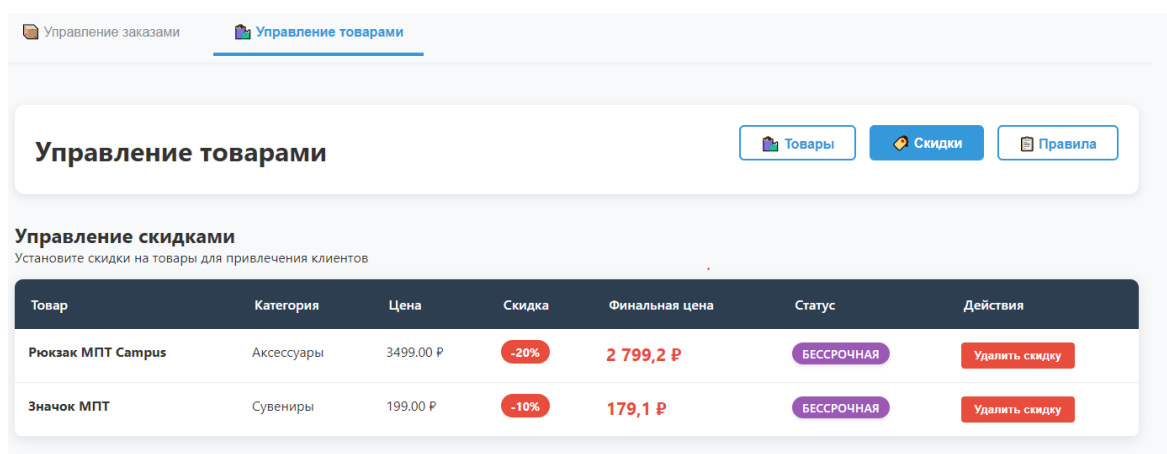 Управление заказами Управление товарами
Управление товарами Товары Скидки Правила
Управление скидками
Установите скидки на товары для привлечения клиентов
Товар Категория Цена Скидка Финальная цена Статус Действия
Рюкзак МПТ Campus Аксессуары 3499.00 ₽ -20% 2 799,2 ₽ БЕССРОЧНАЯ Удалить скидку
Значок МПТ Сувениры 199.00 ₽ -10% 179,1 ₽ БЕССРОЧНАЯ Удалить скидку